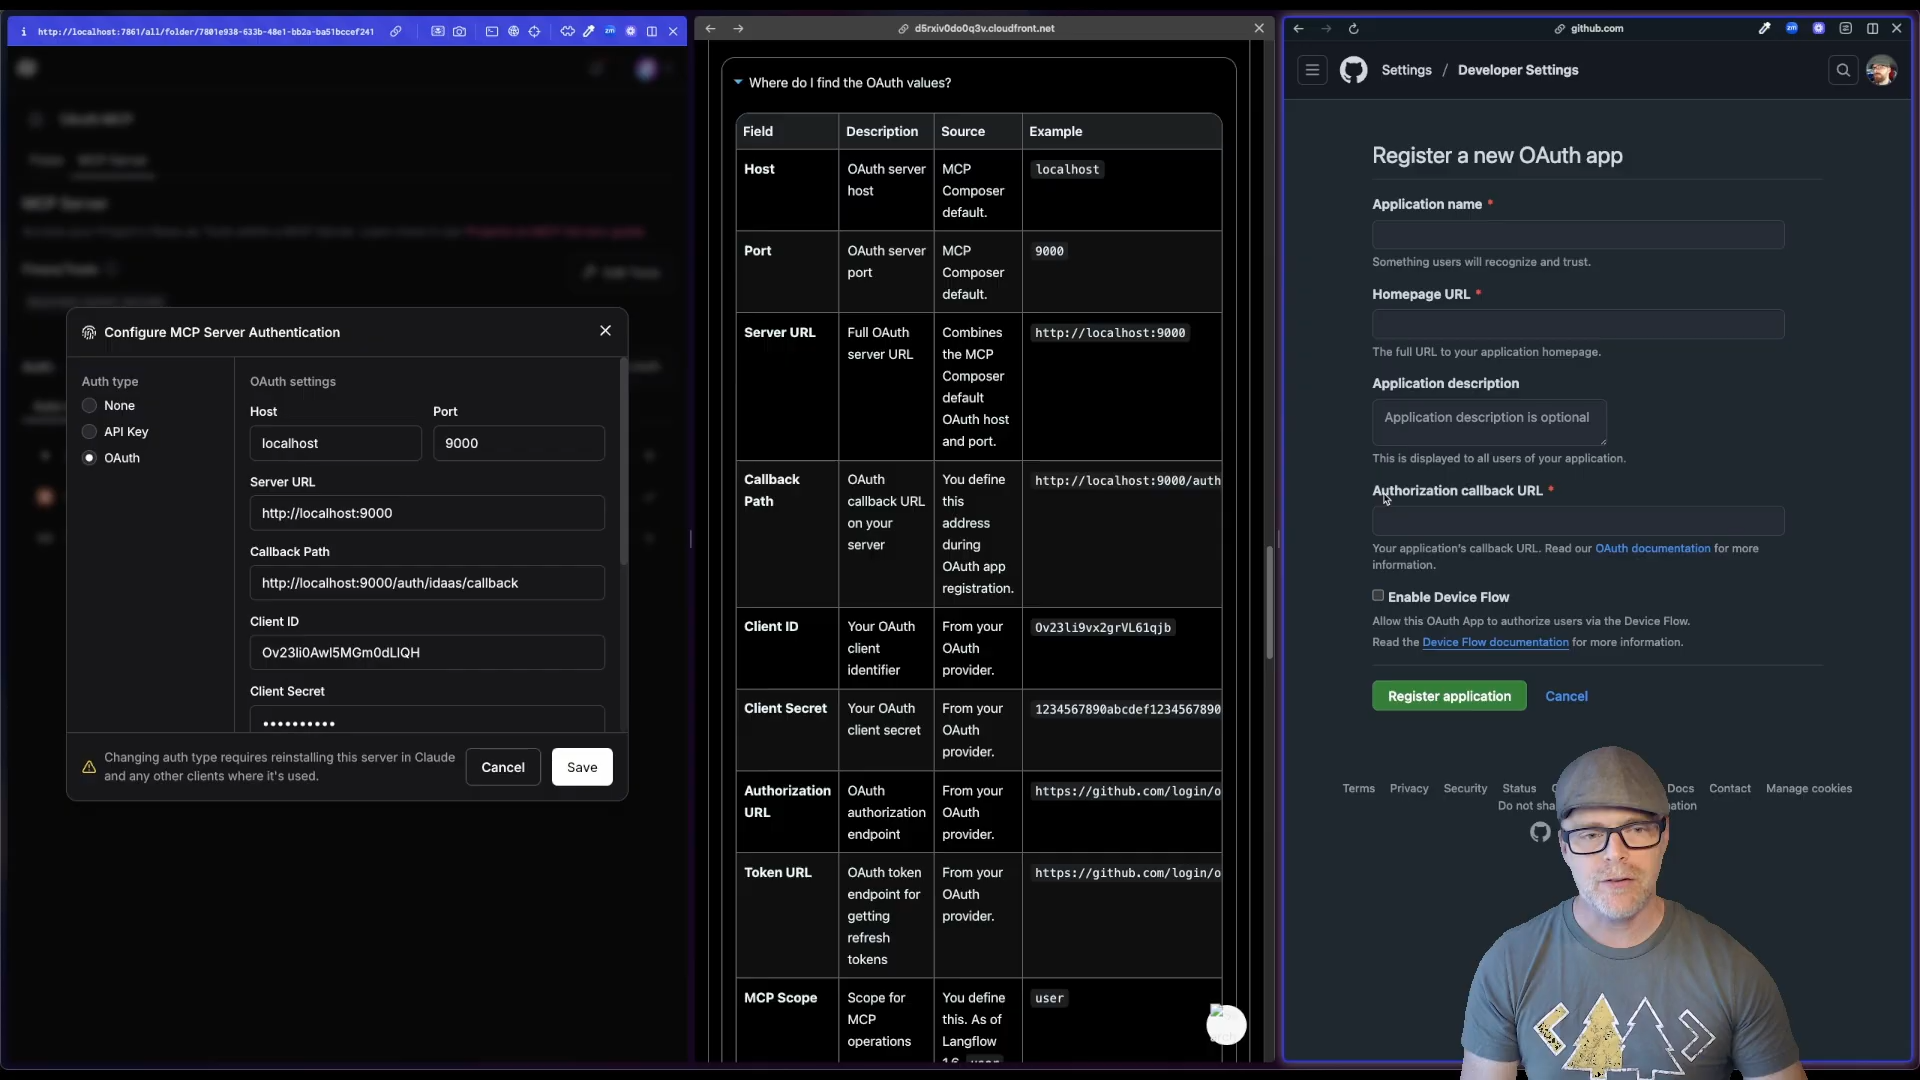 http://localhost:7861/all/folder/7801e938-633b-48e1-bb2a-ba51bccef241
OAuth MCP
MCP Server
MCP Server
Configure MCP Server Authentication
Auth type
None
API Key
OAuth
OAuth settings
Host
Port
localhost
9000
Server URL
http://localhost:9000
Callback Path
http://localhost:9000/auth/idaas/callback
Client ID
Ov23li0Awl5MGm0dLlQH
Client Secret
••••••••••
Changing auth type requires reinstalling this server in Claude
and any other clients where it's used.
Cancel
Save
d5rxiv0do0q3v.cloudfront.net
Where do I find the OAuth values?
Field
Description
Source
Example
Host
OAuth server
host
MCP
Composer
default.
localhost
Port
OAuth server
port
MCP
Composer
default.
9000
Server URL
Full OAuth
server URL
Combines
the MCP
Composer
default
OAuth host
and port.
http://localhost:9000
Callback
Path
OAuth
callback URL
on your
server
You define
this
address
during
OAuth app
registration.
http://localhost:9000/auth
Client ID
Your OAuth
client
identifier
From your
OAuth
provider.
Ov23li9vx2grVL61qjb
Client Secret
Your OAuth
client secret
From your
OAuth
provider.
1234567890abcdef1234567890
Authorization
URL
OAuth
authorization
endpoint
From your
OAuth
provider.
https://github.com/login/o
Token URL
OAuth token
endpoint for
getting
refresh
tokens
From your
OAuth
provider.
https://github.com/login/o
MCP Scope
Scope for
MCP
operations
You define
this. As of
Langflow
user
github.com
zm
Settings / Developer Settings
Register a new OAuth app
Application name *
Something users will recognize and trust.
Homepage URL *
The full URL to your application homepage.
Application description
Application description is optional
This is displayed to all users of your application.
Authorization callback URL *
Your application's callback URL. Read our OAuth documentation for more
information.
Enable Device Flow
Allow this OAuth App to authorize users via the Device Flow.
Read the Device Flow documentation for more information.
Register application
Cancel
Terms Privacy Security Status Docs Contact Manage cookies
Do not